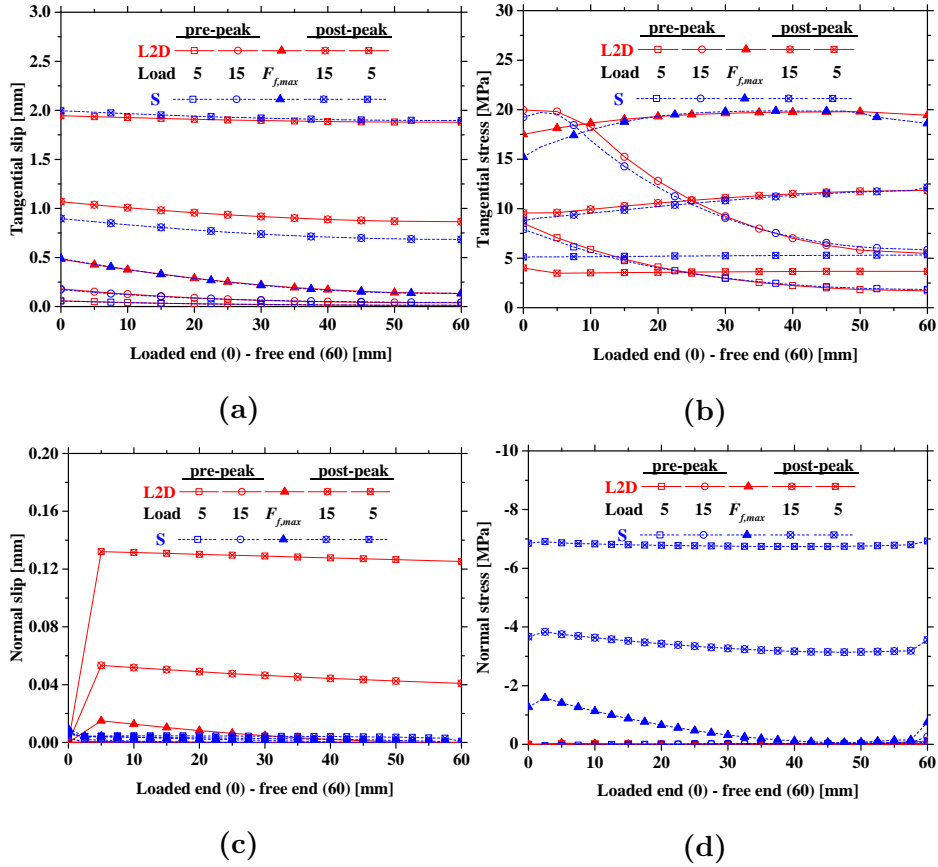 3.0
2.5
2.0
1.5
1.0
0.5
0.0
Tangential slip [mm]
pre-peak post-peak
L2D
Load 5 15 F_f,max 15 5
S
0 10 20 30 40 50 60
Loaded end (0) - free end (60) [mm]
(a)
30
25
20
15
10
5
0
Tangential stress [MPa]
pre-peak post-peak
L2D
Load 5 15 F_f,max 15 5
S
0 10 20 30 40 50 60
Loaded end (0) - free end (60) [mm]
(b)
0.20
0.16
0.12
0.08
0.04
0.00
Normal slip [mm]
pre-peak post-peak
L2D
Load 5 15 F_f,max 15 5
S
0 10 20 30 40 50 60
Loaded end (0) - free end (60) [mm]
(c)
-10
-8
-6
-4
-2
0
Normal stress [MPa]
pre-peak post-peak
L2D
Load 5 15 F_f,max 15 5
S
0 10 20 30 40 50 60
Loaded end (0) - free end (60) [mm]
(d)